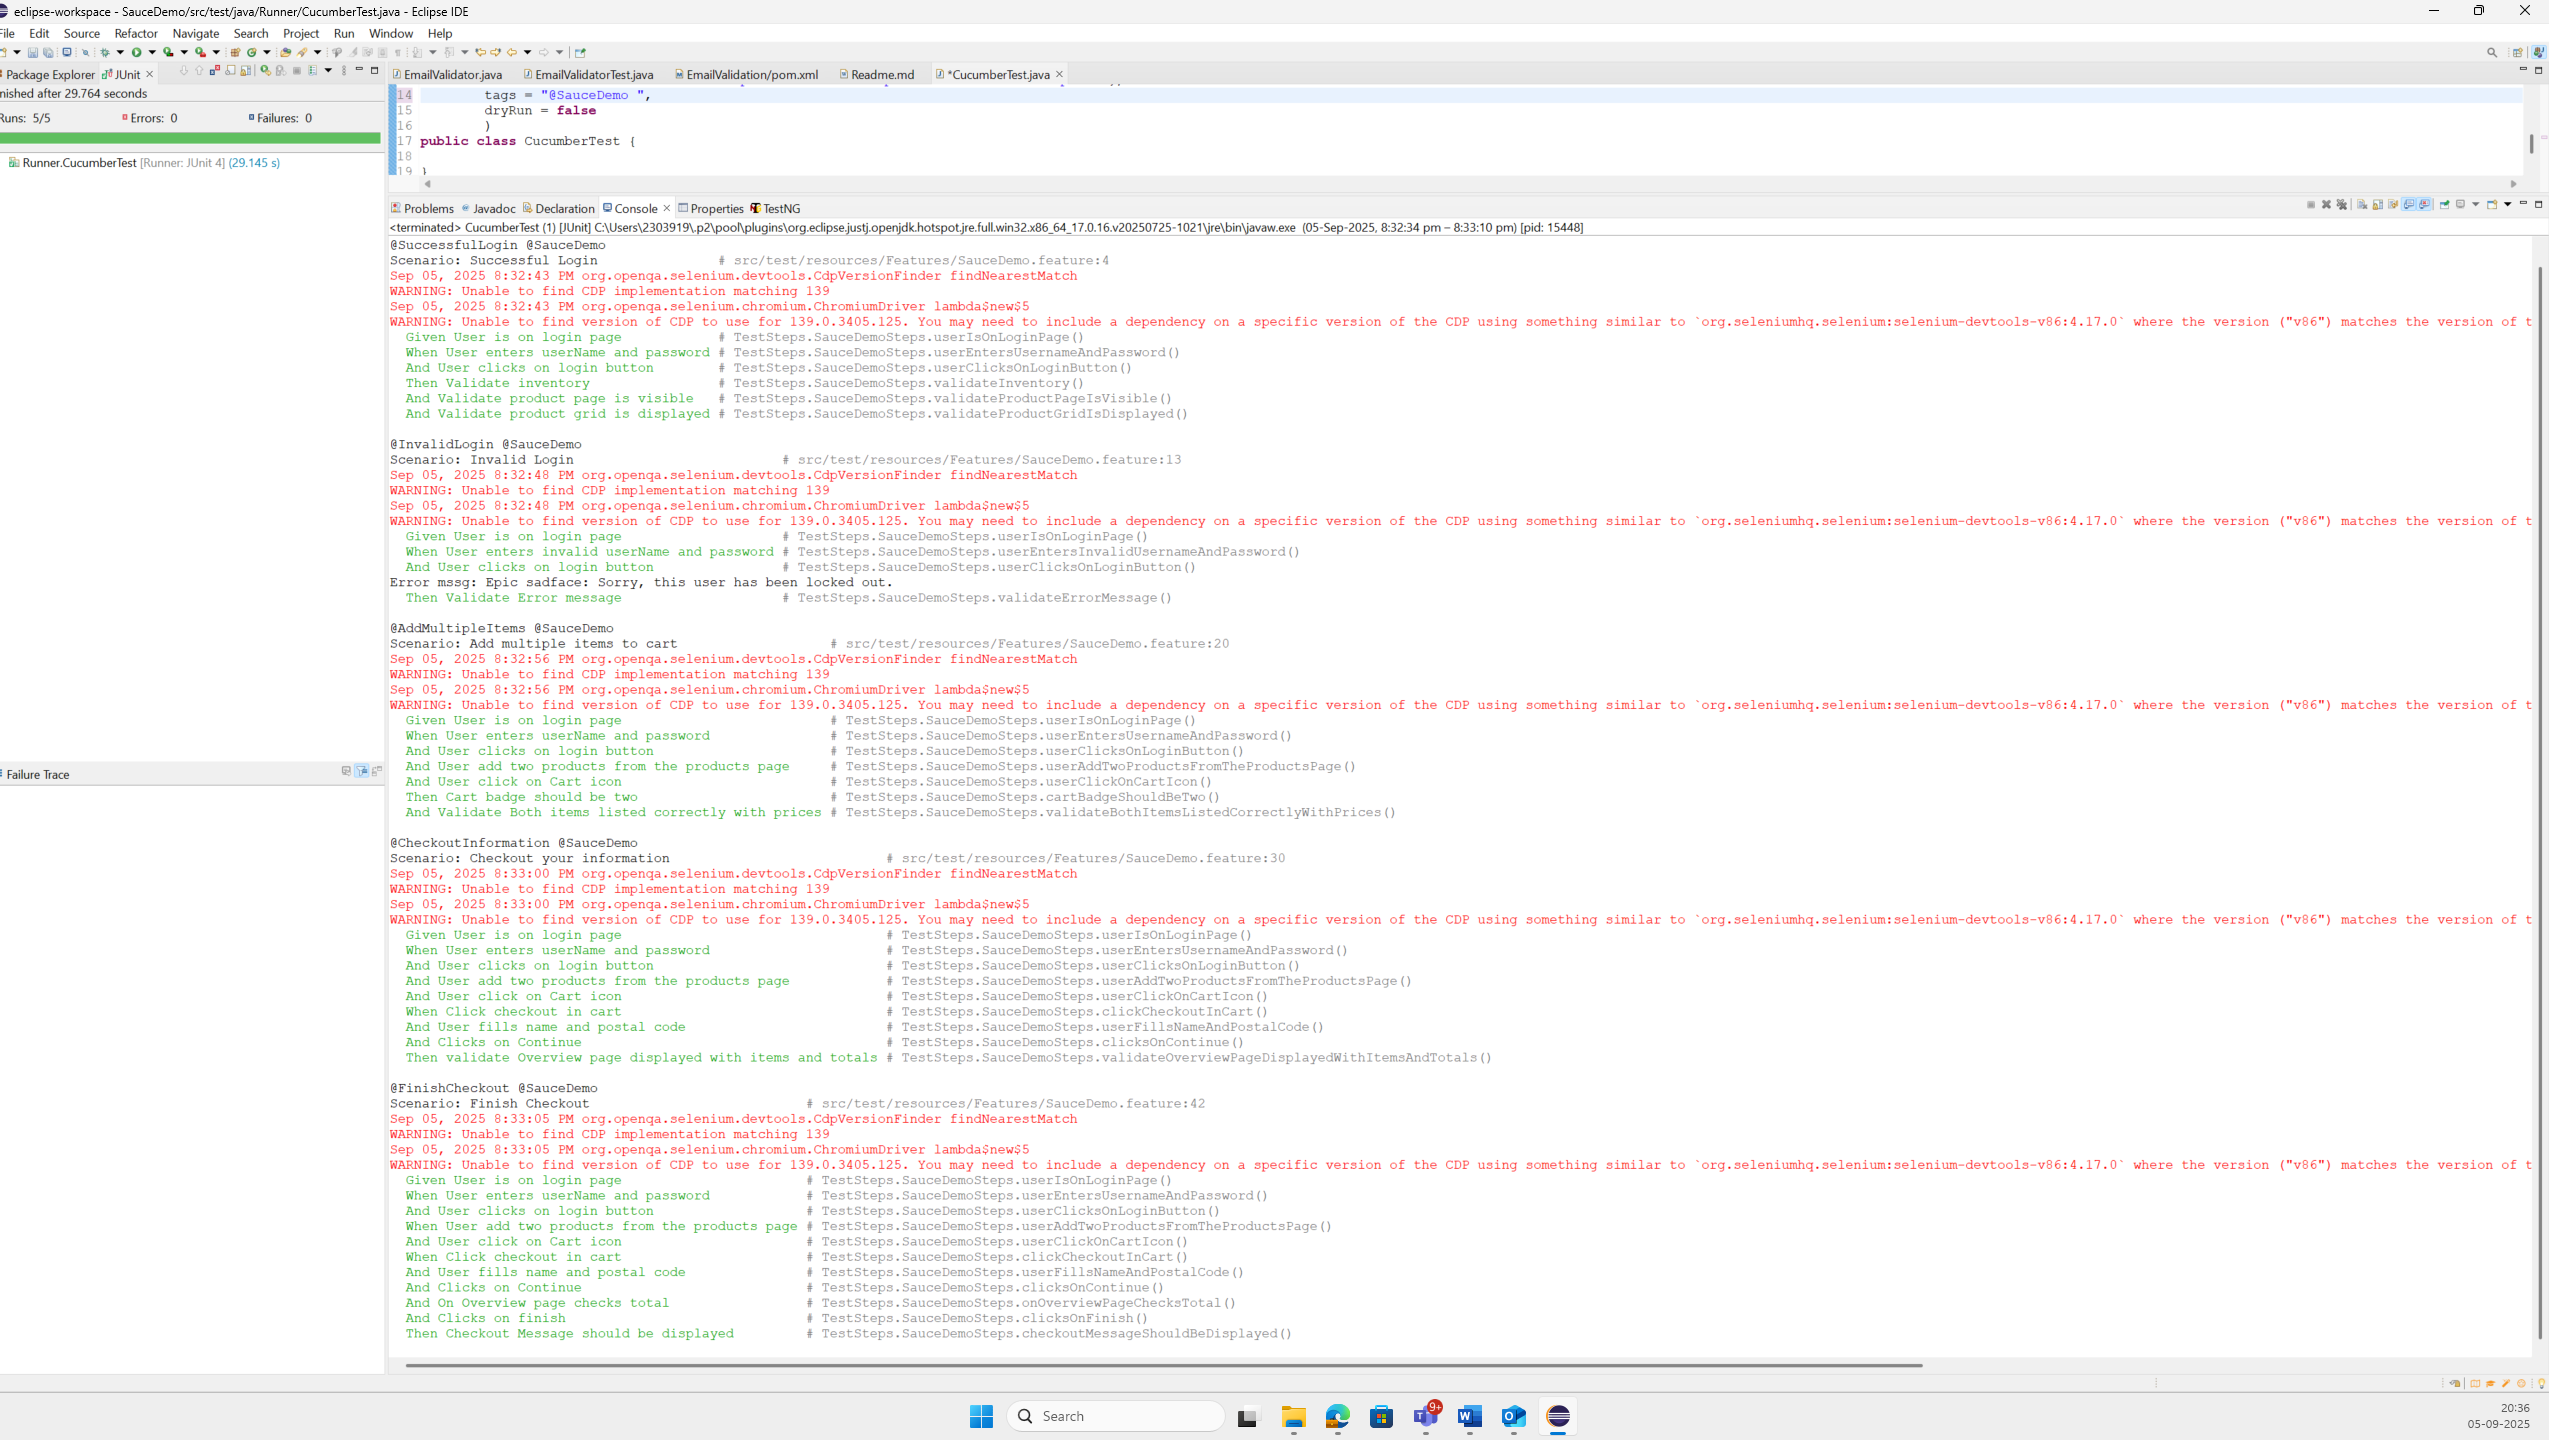 eclipse-workspace - SauceDemo/src/test/java/Runner/CucumberTest.java - Eclipse IDE
File Edit Source Refactor Navigate Search Project Run Window Help
Package Explorer JUnit
nished after 29.764 seconds
Runs: 5/5 Errors: 0 Failures: 0
Runner.CucumberTest [Runner: JUnit 4] (29.145 s)
Failure Trace
EmailValidator.java EmailValidatorTest.java EmailValidation/pom.xml Readme.md *CucumberTest.java
14 tags = "@SauceDemo ",
15 dryRun = false
16 )
17 public class CucumberTest {
18
19 }
Problems Javadoc Declaration Console Properties TestNG
<terminated> CucumberTest (1) [JUnit] C:\Users\2303919\.p2\pool\plugins\org.eclipse.justj.openjdk.hotspot.jre.full.win32.x86_64_17.0.16.v20250725-1021\jre\bin\javaw.exe (05-Sep-2025, 8:32:34 pm – 8:33:10 pm) [pid: 15448]
@SuccessfulLogin @SauceDemo
Scenario: Successful Login # src/test/resources/Features/SauceDemo.feature:4
Sep 05, 2025 8:32:43 PM org.openqa.selenium.devtools.CdpVersionFinder findNearestMatch
WARNING: Unable to find CDP implementation matching 139
Sep 05, 2025 8:32:43 PM org.openqa.selenium.chromium.ChromiumDriver lambda$new$5
WARNING: Unable to find version of CDP to use for 139.0.3405.125. You may need to include a dependency on a specific version of the CDP using something similar to `org.seleniumhq.selenium:selenium-devtools-v86:4.17.0` where the version ("v86") matches the version of t
Given User is on login page # TestSteps.SauceDemoSteps.userIsOnLoginPage()
When User enters userName and password # TestSteps.SauceDemoSteps.userEntersUsernameAndPassword()
And User clicks on login button # TestSteps.SauceDemoSteps.userClicksOnLoginButton()
Then Validate inventory # TestSteps.SauceDemoSteps.validateInventory()
And Validate product page is visible # TestSteps.SauceDemoSteps.validateProductPageIsVisible()
And Validate product grid is displayed # TestSteps.SauceDemoSteps.validateProductGridIsDisplayed()
@InvalidLogin @SauceDemo
Scenario: Invalid Login # src/test/resources/Features/SauceDemo.feature:13
Sep 05, 2025 8:32:48 PM org.openqa.selenium.devtools.CdpVersionFinder findNearestMatch
WARNING: Unable to find CDP implementation matching 139
Sep 05, 2025 8:32:48 PM org.openqa.selenium.chromium.ChromiumDriver lambda$new$5
WARNING: Unable to find version of CDP to use for 139.0.3405.125. You may need to include a dependency on a specific version of the CDP using something similar to `org.seleniumhq.selenium:selenium-devtools-v86:4.17.0` where the version ("v86") matches the version of t
Given User is on login page # TestSteps.SauceDemoSteps.userIsOnLoginPage()
When User enters invalid userName and password # TestSteps.SauceDemoSteps.userEntersInvalidUsernameAndPassword()
And User clicks on login button # TestSteps.SauceDemoSteps.userClicksOnLoginButton()
Error mssg: Epic sadface: Sorry, this user has been locked out.
Then Validate Error message # TestSteps.SauceDemoSteps.validateErrorMessage()
@AddMultipleItems @SauceDemo
Scenario: Add multiple items to cart # src/test/resources/Features/SauceDemo.feature:20
Sep 05, 2025 8:32:56 PM org.openqa.selenium.devtools.CdpVersionFinder findNearestMatch
WARNING: Unable to find CDP implementation matching 139
Sep 05, 2025 8:32:56 PM org.openqa.selenium.chromium.ChromiumDriver lambda$new$5
WARNING: Unable to find version of CDP to use for 139.0.3405.125. You may need to include a dependency on a specific version of the CDP using something similar to `org.seleniumhq.selenium:selenium-devtools-v86:4.17.0` where the version ("v86") matches the version of t
Given User is on login page # TestSteps.SauceDemoSteps.userIsOnLoginPage()
When User enters userName and password # TestSteps.SauceDemoSteps.userEntersUsernameAndPassword()
And User clicks on login button # TestSteps.SauceDemoSteps.userClicksOnLoginButton()
And User add two products from the products page # TestSteps.SauceDemoSteps.userAddTwoProductsFromTheProductsPage()
And User click on Cart icon # TestSteps.SauceDemoSteps.userClickOnCartIcon()
Then Cart badge should be two # TestSteps.SauceDemoSteps.cartBadgeShouldBeTwo()
And Validate Both items listed correctly with prices # TestSteps.SauceDemoSteps.validateBothItemsListedCorrectlyWithPrices()
@CheckoutInformation @SauceDemo
Scenario: Checkout your information # src/test/resources/Features/SauceDemo.feature:30
Sep 05, 2025 8:33:00 PM org.openqa.selenium.devtools.CdpVersionFinder findNearestMatch
WARNING: Unable to find CDP implementation matching 139
Sep 05, 2025 8:33:00 PM org.openqa.selenium.chromium.ChromiumDriver lambda$new$5
WARNING: Unable to find version of CDP to use for 139.0.3405.125. You may need to include a dependency on a specific version of the CDP using something similar to `org.seleniumhq.selenium:selenium-devtools-v86:4.17.0` where the version ("v86") matches the version of t
Given User is on login page # TestSteps.SauceDemoSteps.userIsOnLoginPage()
When User enters userName and password # TestSteps.SauceDemoSteps.userEntersUsernameAndPassword()
And User clicks on login button # TestSteps.SauceDemoSteps.userClicksOnLoginButton()
And User add two products from the products page # TestSteps.SauceDemoSteps.userAddTwoProductsFromTheProductsPage()
And User click on Cart icon # TestSteps.SauceDemoSteps.userClickOnCartIcon()
When Click checkout in cart # TestSteps.SauceDemoSteps.clickCheckoutInCart()
And User fills name and postal code # TestSteps.SauceDemoSteps.userFillsNameAndPostalCode()
And Clicks on Continue # TestSteps.SauceDemoSteps.clicksOnContinue()
Then validate Overview page displayed with items and totals # TestSteps.SauceDemoSteps.validateOverviewPageDisplayedWithItemsAndTotals()
@FinishCheckout @SauceDemo
Scenario: Finish Checkout # src/test/resources/Features/SauceDemo.feature:42
Sep 05, 2025 8:33:05 PM org.openqa.selenium.devtools.CdpVersionFinder findNearestMatch
WARNING: Unable to find CDP implementation matching 139
Sep 05, 2025 8:33:05 PM org.openqa.selenium.chromium.ChromiumDriver lambda$new$5
WARNING: Unable to find version of CDP to use for 139.0.3405.125. You may need to include a dependency on a specific version of the CDP using something similar to `org.seleniumhq.selenium:selenium-devtools-v86:4.17.0` where the version ("v86") matches the version of t
Given User is on login page # TestSteps.SauceDemoSteps.userIsOnLoginPage()
When User enters userName and password # TestSteps.SauceDemoSteps.userEntersUsernameAndPassword()
And User clicks on login button # TestSteps.SauceDemoSteps.userClicksOnLoginButton()
When User add two products from the products page # TestSteps.SauceDemoSteps.userAddTwoProductsFromTheProductsPage()
And User click on Cart icon # TestSteps.SauceDemoSteps.userClickOnCartIcon()
When Click checkout in cart # TestSteps.SauceDemoSteps.clickCheckoutInCart()
And User fills name and postal code # TestSteps.SauceDemoSteps.userFillsNameAndPostalCode()
And Clicks on Continue # TestSteps.SauceDemoSteps.clicksOnContinue()
And On Overview page checks total # TestSteps.SauceDemoSteps.onOverviewPageChecksTotal()
And Clicks on finish # TestSteps.SauceDemoSteps.clicksOnFinish()
Then Checkout Message should be displayed # TestSteps.SauceDemoSteps.checkoutMessageShouldBeDisplayed()
Search
9+
20:36
05-09-2025